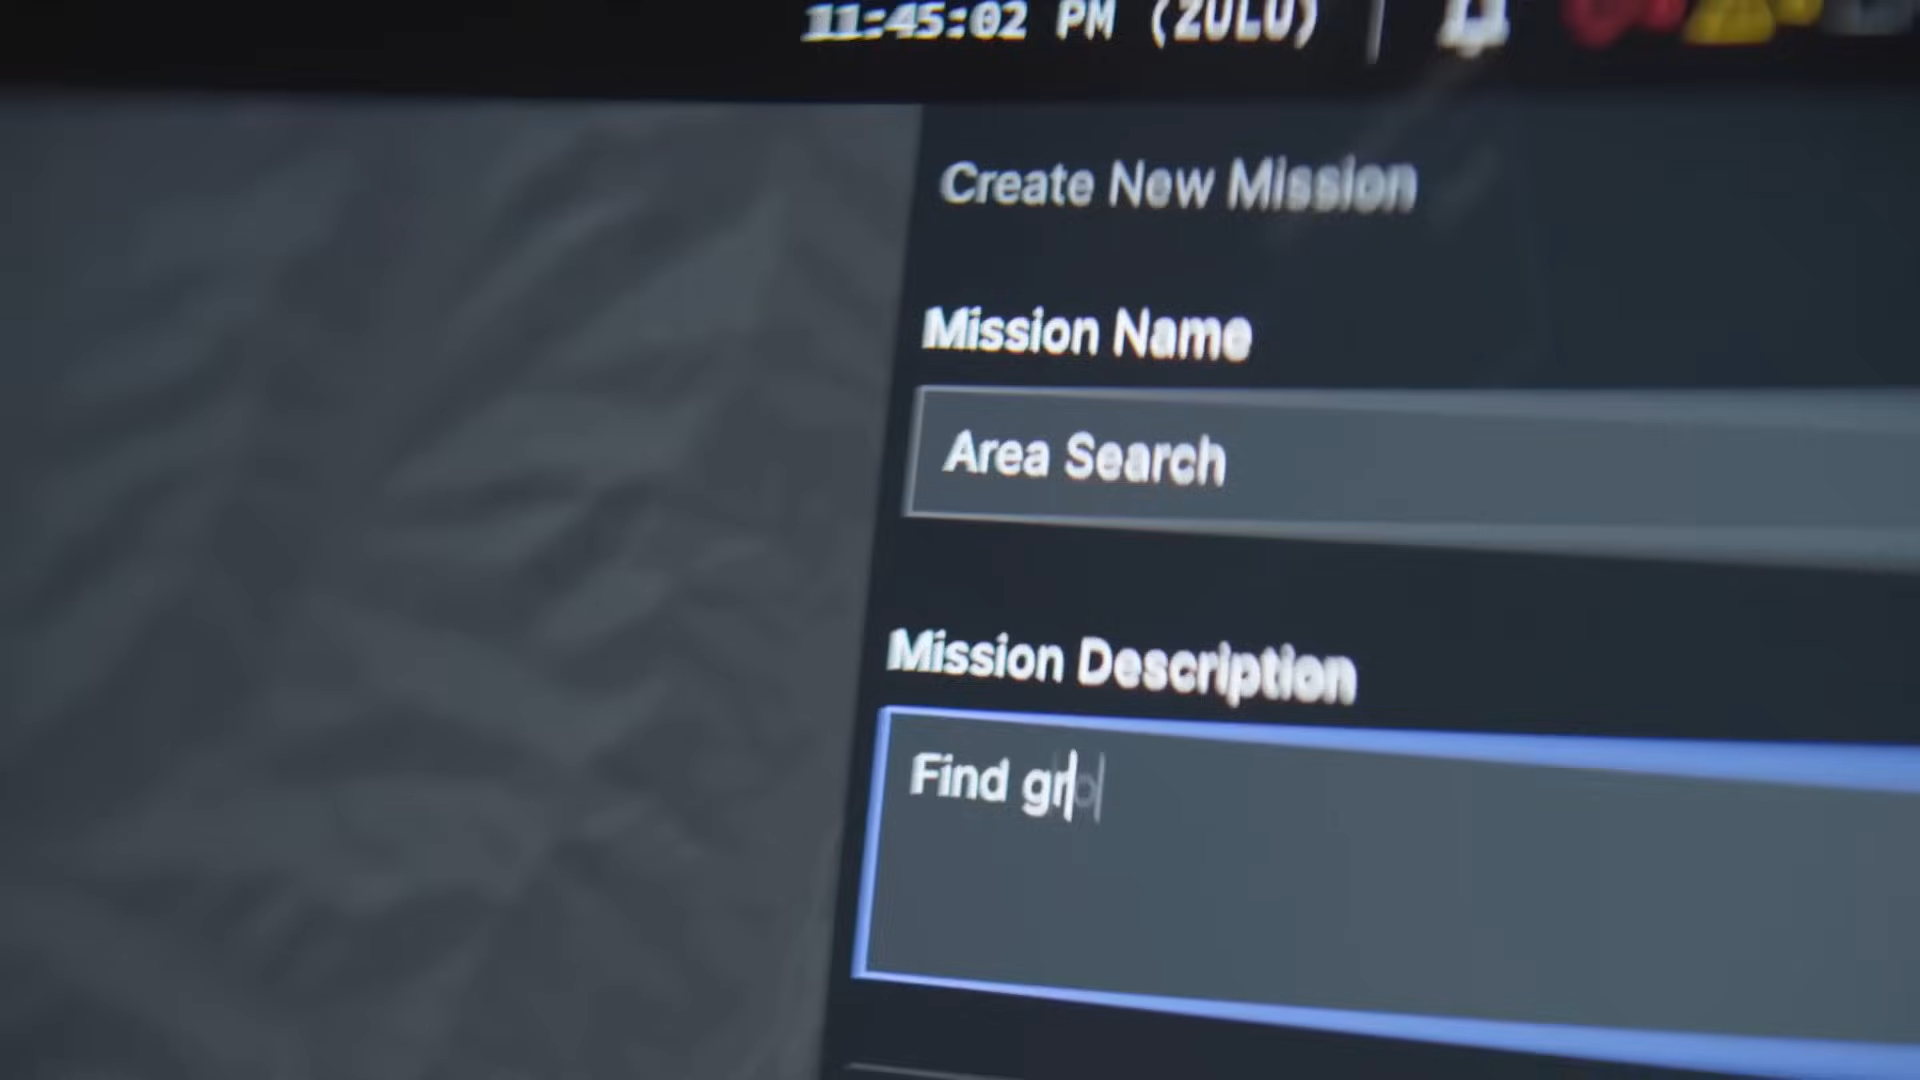 11:45:02 PM (ZULU)
Create New Mission
Mission Name
Area Search
Mission Description
Find gr